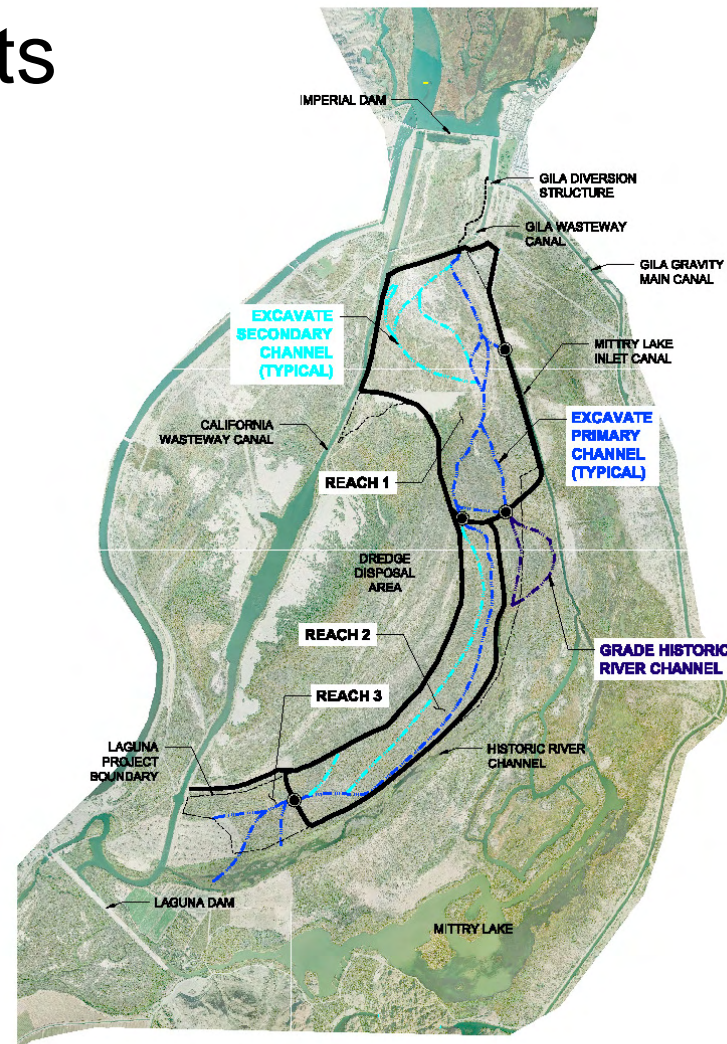 ts
IMPERIAL DAM
GILA DIVERSION
STRUCTURE
GILA WASTEWAY
CANAL
GILA GRAVITY
MAIN CANAL
EXCAVATE
SECONDARY
CHANNEL
(TYPICAL)
MITTRY LAKE
INLET CANAL
CALIFORNIA
WASTEWAY CANAL
EXCAVATE
PRIMARY
CHANNEL
(TYPICAL)
REACH 1
DREDGE
DISPOSAL
AREA
REACH 2
GRADE HISTORIC
RIVER CHANNEL
REACH 3
LAGUNA
PROJECT
BOUNDARY
HISTORIC RIVER
CHANNEL
LAGUNA DAM
MITTRY LAKE